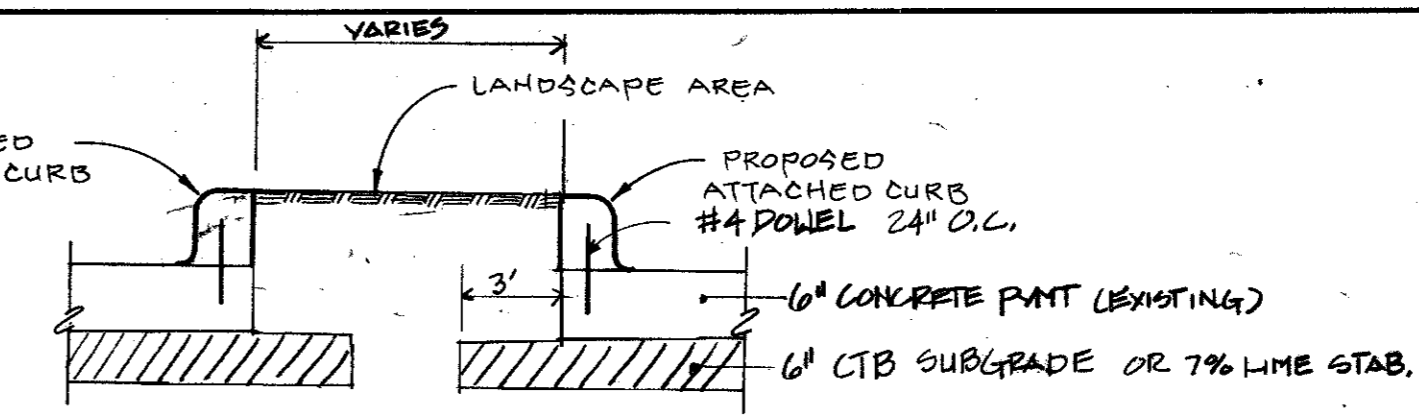 VARIES
LANDSCAPE AREA
ED
CURB
PROPOSED
ATTACHED CURB
#4 DOWEL 24" O.C.
3'
6" CONCRETE PVMT (EXISTING)
6" CTB SUBGRADE OR 7% LIME STAB.